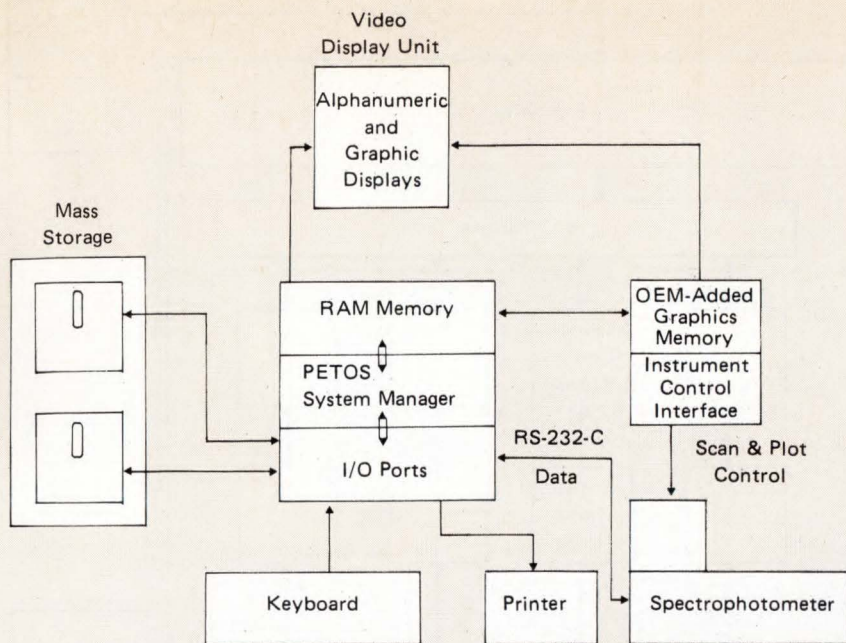 Video
Display Unit
Alphanumeric
and
Graphic
Displays
Mass
Storage
RAM Memory
PETOS
System Manager
I/O Ports
OEM-Added
Graphics
Memory
Instrument
Control
Interface
RS-232-C
Data
Scan & Plot
Control
Keyboard
Printer
Spectrophotometer